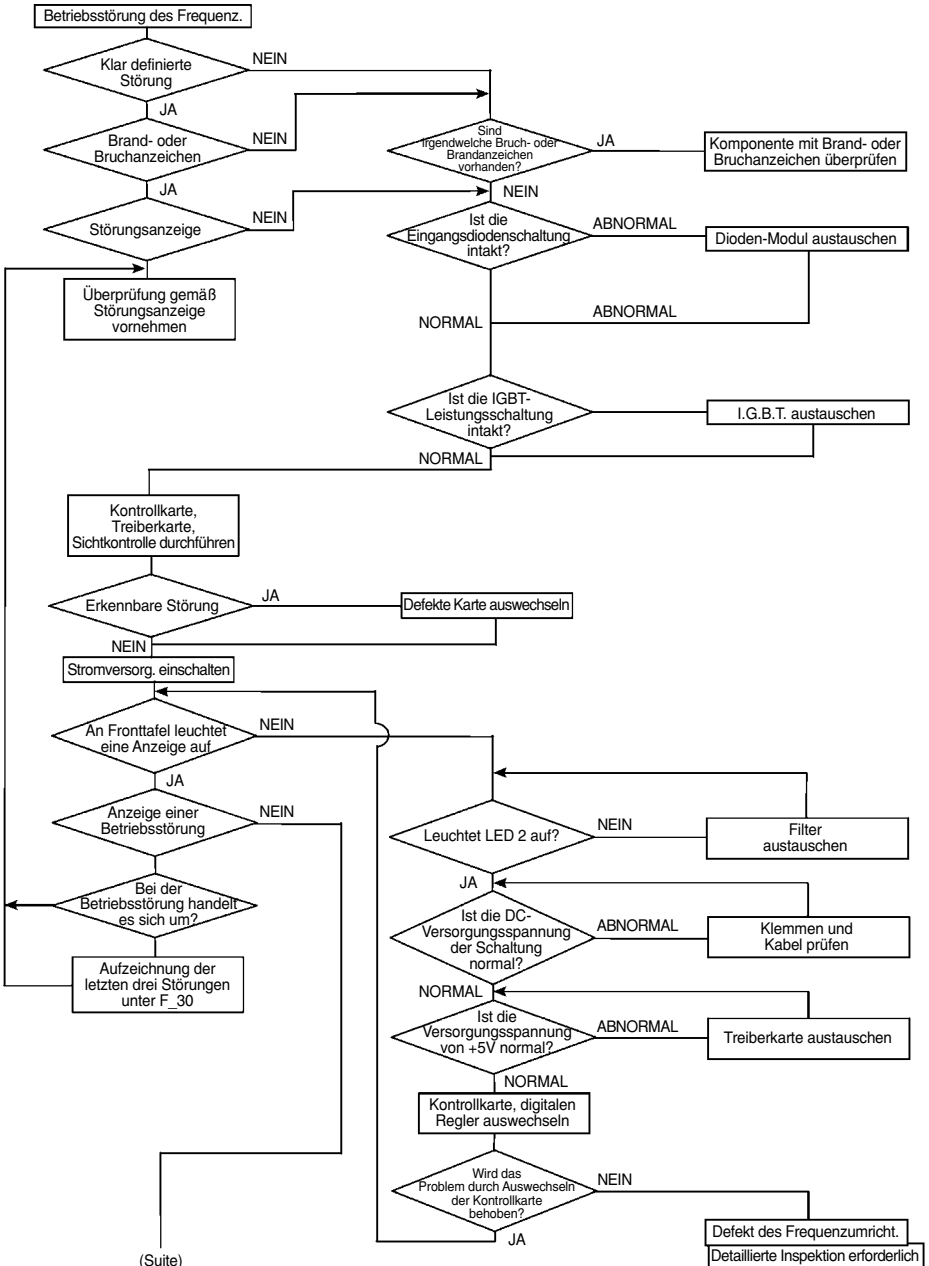 Betriebsstörung des Frequenz.
Klar definierte
Störung
NEIN
JA
Brand- oder
Bruchanzeichen
NEIN
JA
Störungsanzeige
NEIN
Überprüfung gemäß
Störungsanzeige
vornehmen
Sind
irgendwelche Bruch- oder
Brandanzeichen
vorhanden?
JA
Komponente mit Brand- oder
Bruchanzeichen überprüfen
NEIN
Ist die
Eingangsdiodenschaltung
intakt?
ABNORMAL
Dioden-Modul austauschen
NORMAL
ABNORMAL
Ist die IGBT-
Leistungsschaltung
intakt?
I.G.B.T. austauschen
NORMAL
Kontrollkarte,
Treiberkarte,
Sichtkontrolle durchführen
Erkennbare Störung
JA
Defekte Karte auswechseln
NEIN
Stromversorg. einschalten
An Fronttafel leuchtet
eine Anzeige auf
NEIN
JA
Anzeige einer
Betriebsstörung
NEIN
Bei der
Betriebsstörung handelt
es sich um?
Aufzeichnung der
letzten drei Störungen
unter F_30
Leuchtet LED 2 auf?
NEIN
Filter
austauschen
JA
Ist die DC-
Versorgungsspannung
der Schaltung
normal?
ABNORMAL
Klemmen und
Kabel prüfen
NORMAL
Ist die
Versorgungsspannung
von +5V normal?
ABNORMAL
Treiberkarte austauschen
NORMAL
Kontrollkarte, digitalen
Regler auswechseln
Wird das
Problem durch Auswechseln
der Kontrollkarte
behoben?
NEIN
JA
Defekt des Frequenzumricht.
Detaillierte Inspektion erforderlich
(Suite)